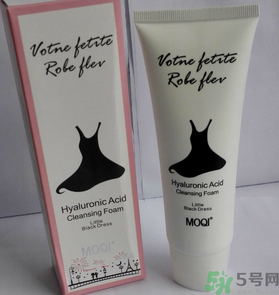 Votne fetite
Robe flev
Hyaluronic Acid
Cleansing Foam
Little
Black Dress
MOQI
Votne fetite
Robe flev
Hyaluronic Acid
Cleansing Foam
Little
Black Dress
MOQI
5号网